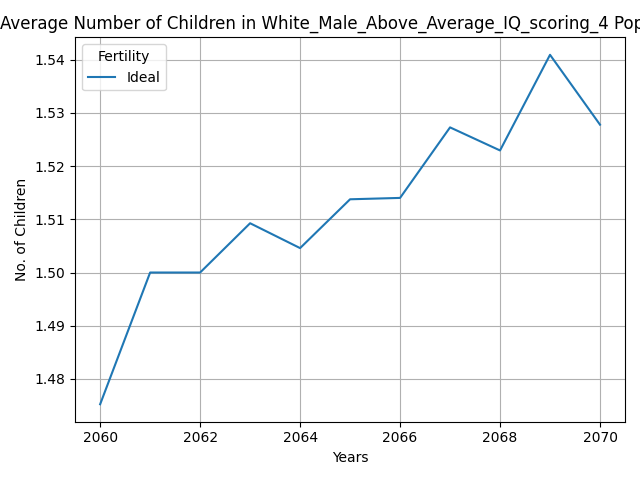 Average Number of Children in White_Male_Above_Average_IQ_scoring_4 Pop
Fertility
Ideal
1.54
1.53
1.52
1.51
1.50
1.49
1.48
No. of Children
2060 2062 2064 2066 2068 2070
Years